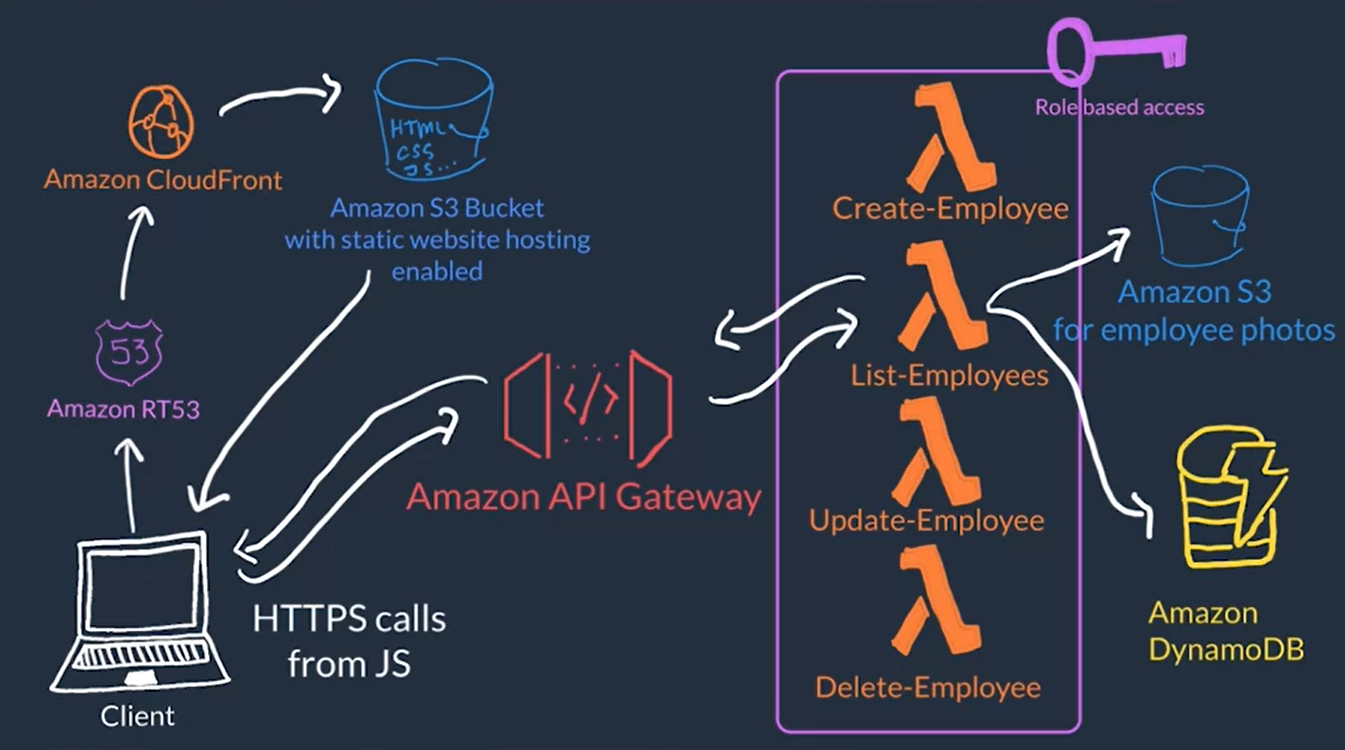 Role based access
HTML
CSS
JS...
Amazon CloudFront
Amazon S3 Bucket
with static website hosting
enabled
Create-Employee
Amazon S3
for employee photos
53
Amazon RT53
</>
List-Employees
Amazon API Gateway
Update-Employee
HTTPS calls
from JS
Amazon
DynamoDB
Delete-Employee
Client